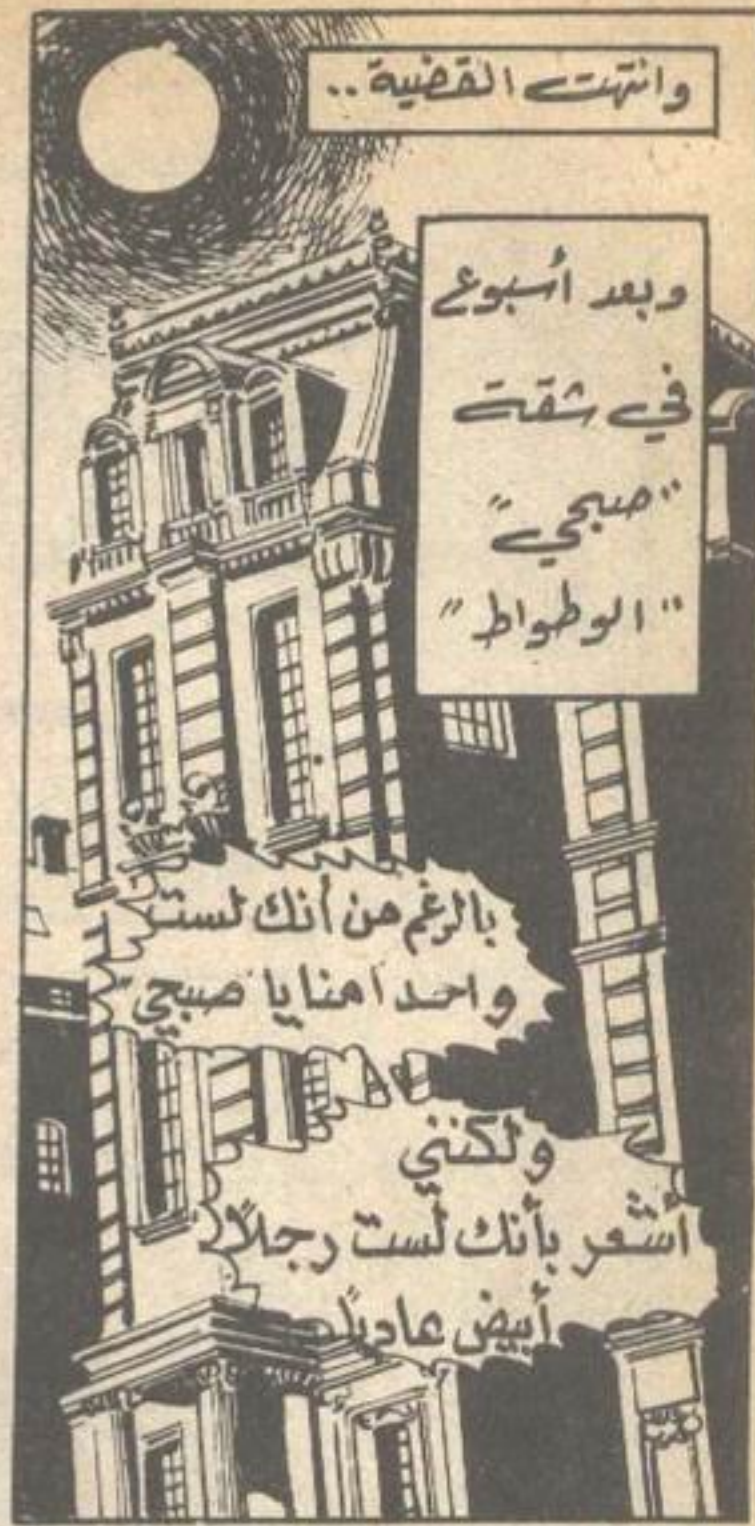 وانتهت القضية ..
وبعد أسبوع
في شقة
"صبحي"
"الوطواط"
بالرغم من أنك لست
واحداً منا يا "صبحي"
ولكنني
أشعر بأنك لست رجلاً
أبيض عادياً